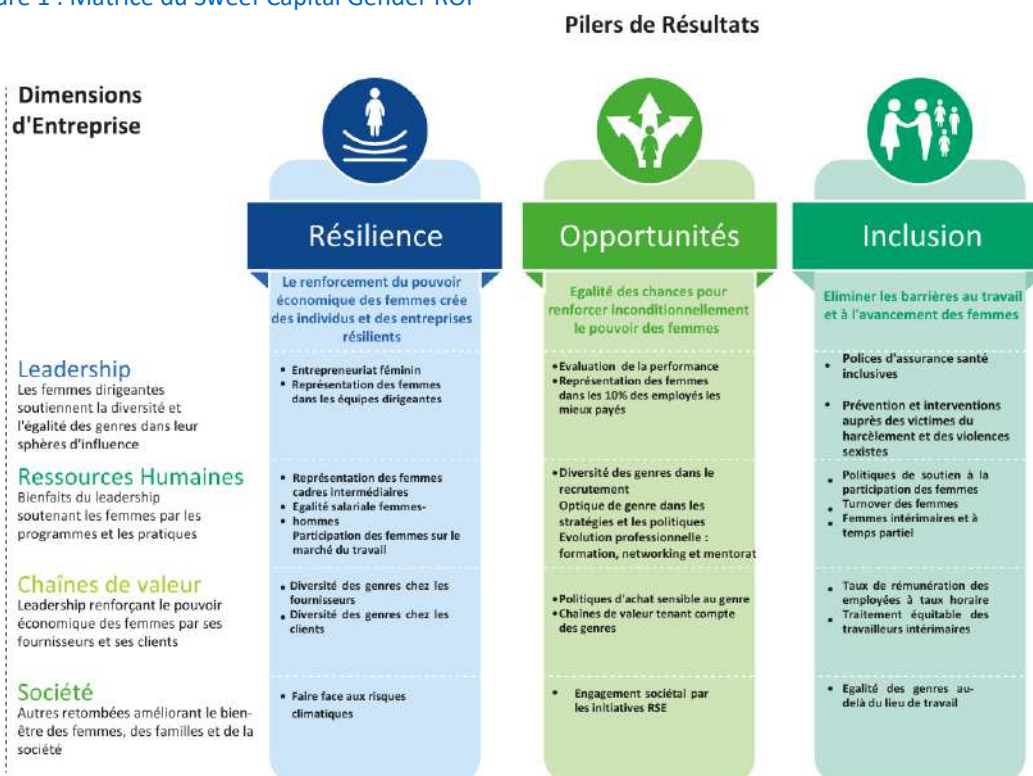 ure 1 : Matrice du Sweef Capital Gender ROI
Pilers de Résultats
Dimensions
d'Entreprise
Résilience
Opportunités
Inclusion
Le renforcement du pouvoir
économique des femmes crée
des individus et des entreprises
résilients
Egalité des chances pour
renforcer inconditionnellement
le pouvoir des femmes
Eliminer les barrières au travail
et à l'avancement des femmes
Leadership
Les femmes dirigeantes
soutiennent la diversité et
l'égalité des genres dans leur
sphères d'influence
• Entrepreneuriat féminin
• Représentation des femmes
dans les équipes dirigeantes
• Evaluation de la performance
• Représentation des femmes
dans les 10% des employés les
mieux payés
• Polices d'assurance santé
inclusives
• Prévention et interventions
auprès des victimes du
harcèlement et des violences
sexistes
Ressources Humaines
Bienfaits du leadership
soutenant les femmes par les
programmes et les pratiques
• Représentation des femmes
cadres intermédiaires
• Egalité salariale femmes-
• hommes
Participation des femmes sur le
marché du travail
• Diversité des genres dans le
recrutement
Optique de genre dans les
stratégies et les politiques
Evolution professionnelle :
formation, networking et mentorat
• Politiques de soutien à la
participation des femmes
• Turnover des femmes
• Femmes intérimaires et à
temps partiel
Chaînes de valeur
Leadership renforçant le pouvoir
économique des femmes par ses
fournisseurs et ses clients
• Diversité des genres chez les
fournisseurs
• Diversité des genres chez les
clients
• Politiques d'achat sensible au genre
• Chaînes de valeur tenant compte
des genres
• Taux de rémunération des
employées à taux horaire
• Traitement équitable des
travailleurs intérimaires
Société
Autres retombées améliorant le bien-
être des femmes, des familles et de la
société
• Faire face aux risques
climatiques
• Engagement sociétal par
les initiatives RSE
• Egalité des genres au-
delà du lieu de travail